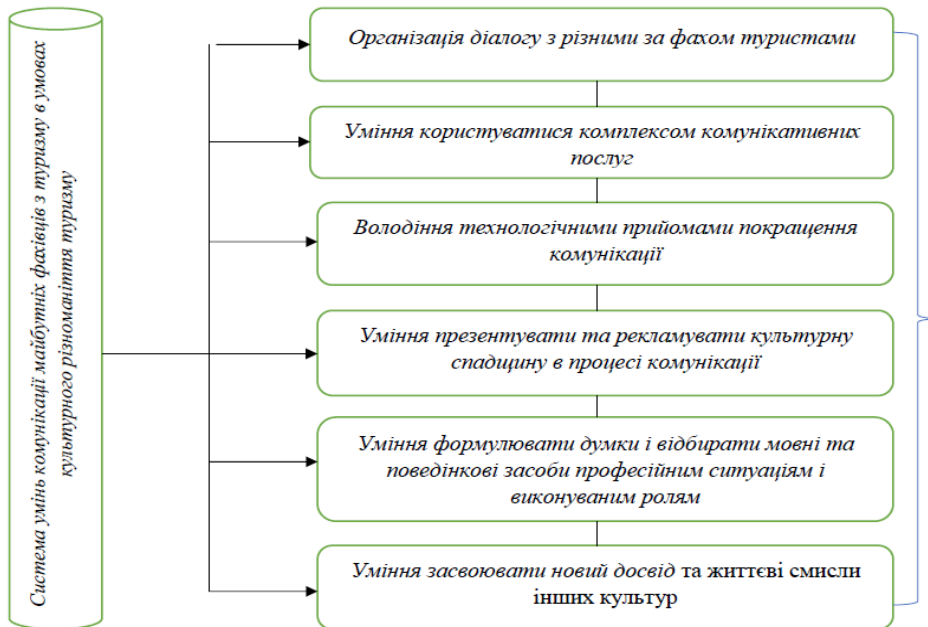 Система умінь комунікації майбутніх фахівців з туризму в умовах
культурного різноманіття туризму
Організація діалогу з різними за фахом туристами
Уміння користуватися комплексом комунікативних
послуг
Володіння технологічними прийомами покращення
комунікації
Уміння презентувати та рекламувати культурну
спадщину в процесі комунікації
Уміння формулювати думки і відбирати мовні та
поведінкові засоби професійним ситуаціям і
виконуваним ролям
Уміння засвоювати новий досвід та життєві смисли
інших культур